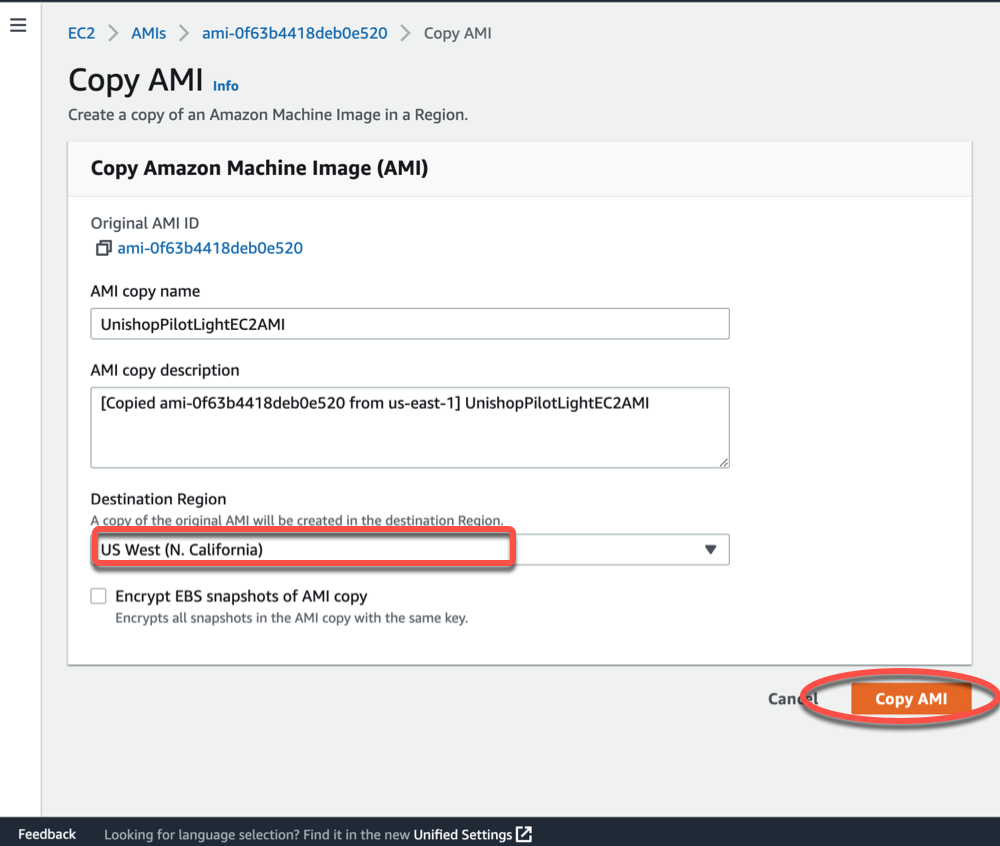 EC2 > AMIs > ami-0f63b4418deb0e520 > Copy AMI
Copy AMI Info
Create a copy of an Amazon Machine Image in a Region.
Copy Amazon Machine Image (AMI)
Original AMI ID
ami-0f63b4418deb0e520
AMI copy name
UnishopPilotLightEC2AMI
AMI copy description
[Copied ami-0f63b4418deb0e520 from us-east-1] UnishopPilotLightEC2AMI
Destination Region
A copy of the original AMI will be created in the destination Region.
US West (N. California)
Encrypt EBS snapshots of AMI copy
Encrypts all snapshots in the AMI copy with the same key.
Cancel Copy AMI
Feedback Looking for language selection? Find it in the new Unified Settings